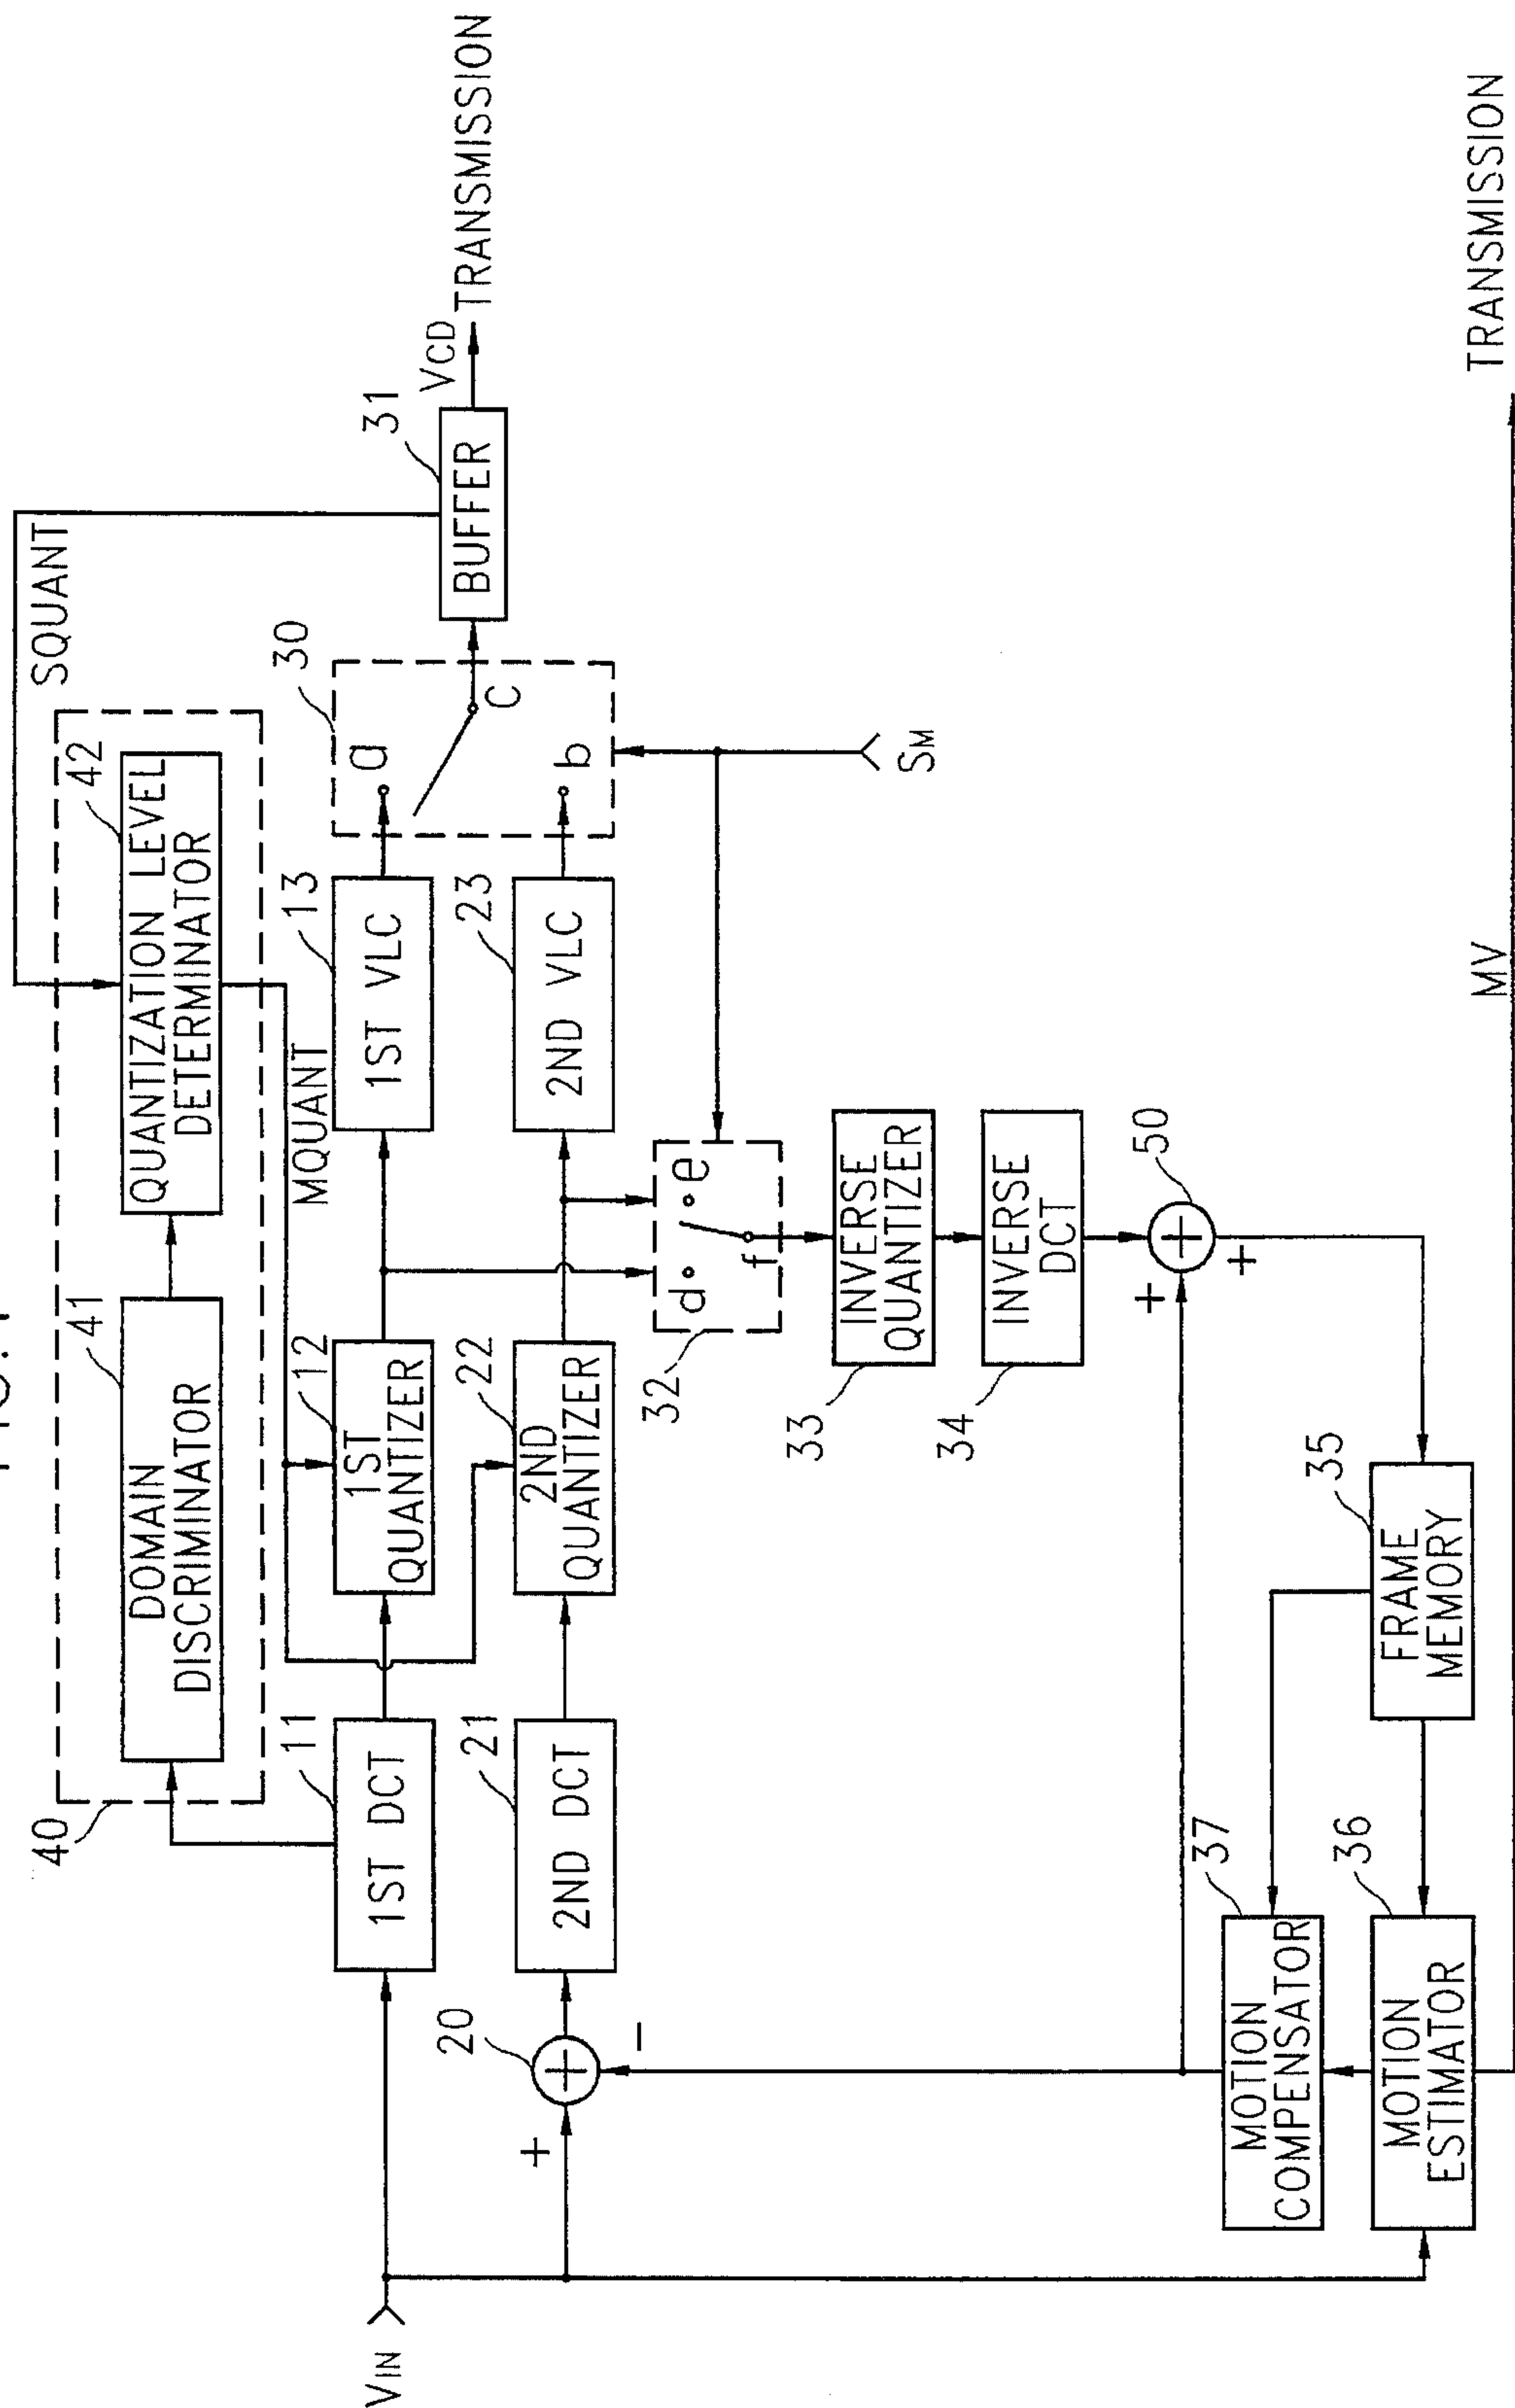 40
41
DOMAIN
DISCRIMINATOR
42
QUANTIZATION LEVEL
DETERMINATOR
SQUANT
MQUANT
VIN
11
1ST DCT
12
1ST
QUANTIZER
13
1ST VLC
30
a
b
c
31
BUFFER
VCD
TRANSMISSION
20
+
−
21
2ND DCT
22
2ND
QUANTIZER
23
2ND VLC
SM
32
d
e
f
33
INVERSE
QUANTIZER
34
INVERSE
DCT
50
+
+
35
FRAME
MEMORY
37
MOTION
COMPENSATOR
36
MOTION
ESTIMATOR
MV
TRANSMISSION